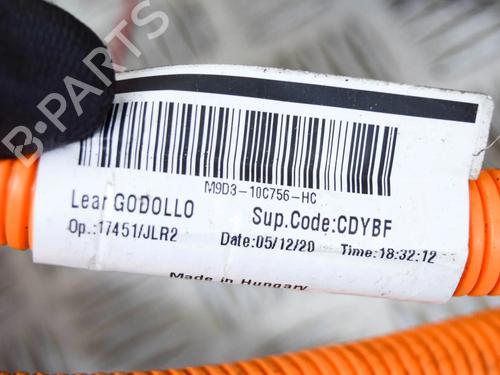 B-PARTS
M9D3-10C756-HC
Lear GODOLLO Sup.Code:CDYBF
Op.:17451/JLR2 Date:05/12/20 Time:18:32:12
Made in Hungary